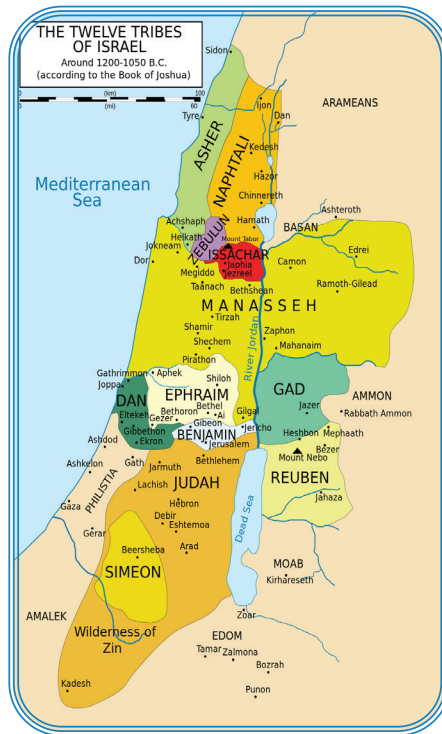 THE TWELVE TRIBES
OF ISRAEL
Around 1200-1050 B.C.
(according to the Book of Joshua)
0 (km) 100
0 (mi) 60
Sidon
ARAMEANS
Ijon
Dan
Tyre
ASHER
NAPHTALI
Kedesh
Hazor
Mediterranean
Sea
Chinnereth
Ashteroth
Achshaph
Hamath
BASAN
Helkath
ZEBULUN
Mount Tabor
Jokneam
ISSACHAR
Edrei
Dor
Japhia
Camon
Megiddo
Jezreel
Taanach
Bethshean
Ramoth-Gilead
MANASSEH
Tirzah
Shamir
Zaphon
Shechem
Mahanaim
River Jordan
Pirathon
Gathrimmon
Aphek
Joppa
Shiloh
EPHRAIM
GAD
AMMON
DAN
Bethel
Jazer
Eltekeh
Gezer
Bethoron
Ai
Gilgal
Rabbath Ammon
Gibbethon
Gibeon
Jericho
Mephaath
Ashdod
Ekron
BENJAMIN
Jerusalem
Heshbon
Bezer
Gath
Bethlehem
Mount Nebo
Ashkelon
Jarmuth
PHILISTIA
Lachish
JUDAH
REUBEN
Gaza
Hebron
Jahaza
Debir
Dead Sea
Gerar
Eshtemoa
Beersheba
Arad
SIMEON
MOAB
Kirhareseth
AMALEK
Zoar
Wilderness of
Zin
EDOM
Tamar
Zalmona
Bozrah
Kadesh
Punon